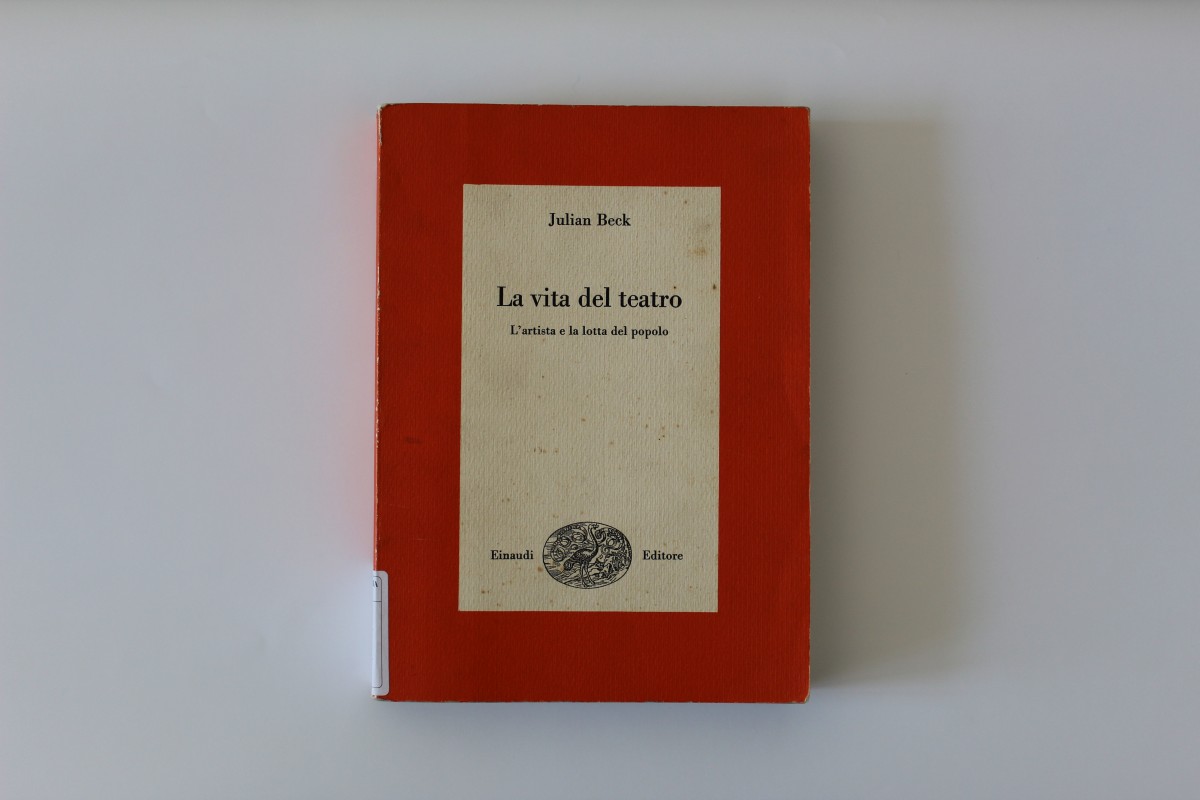 Julian Beck
La vita del teatro
L'artista e la lotta del popolo
Einaudi Editore